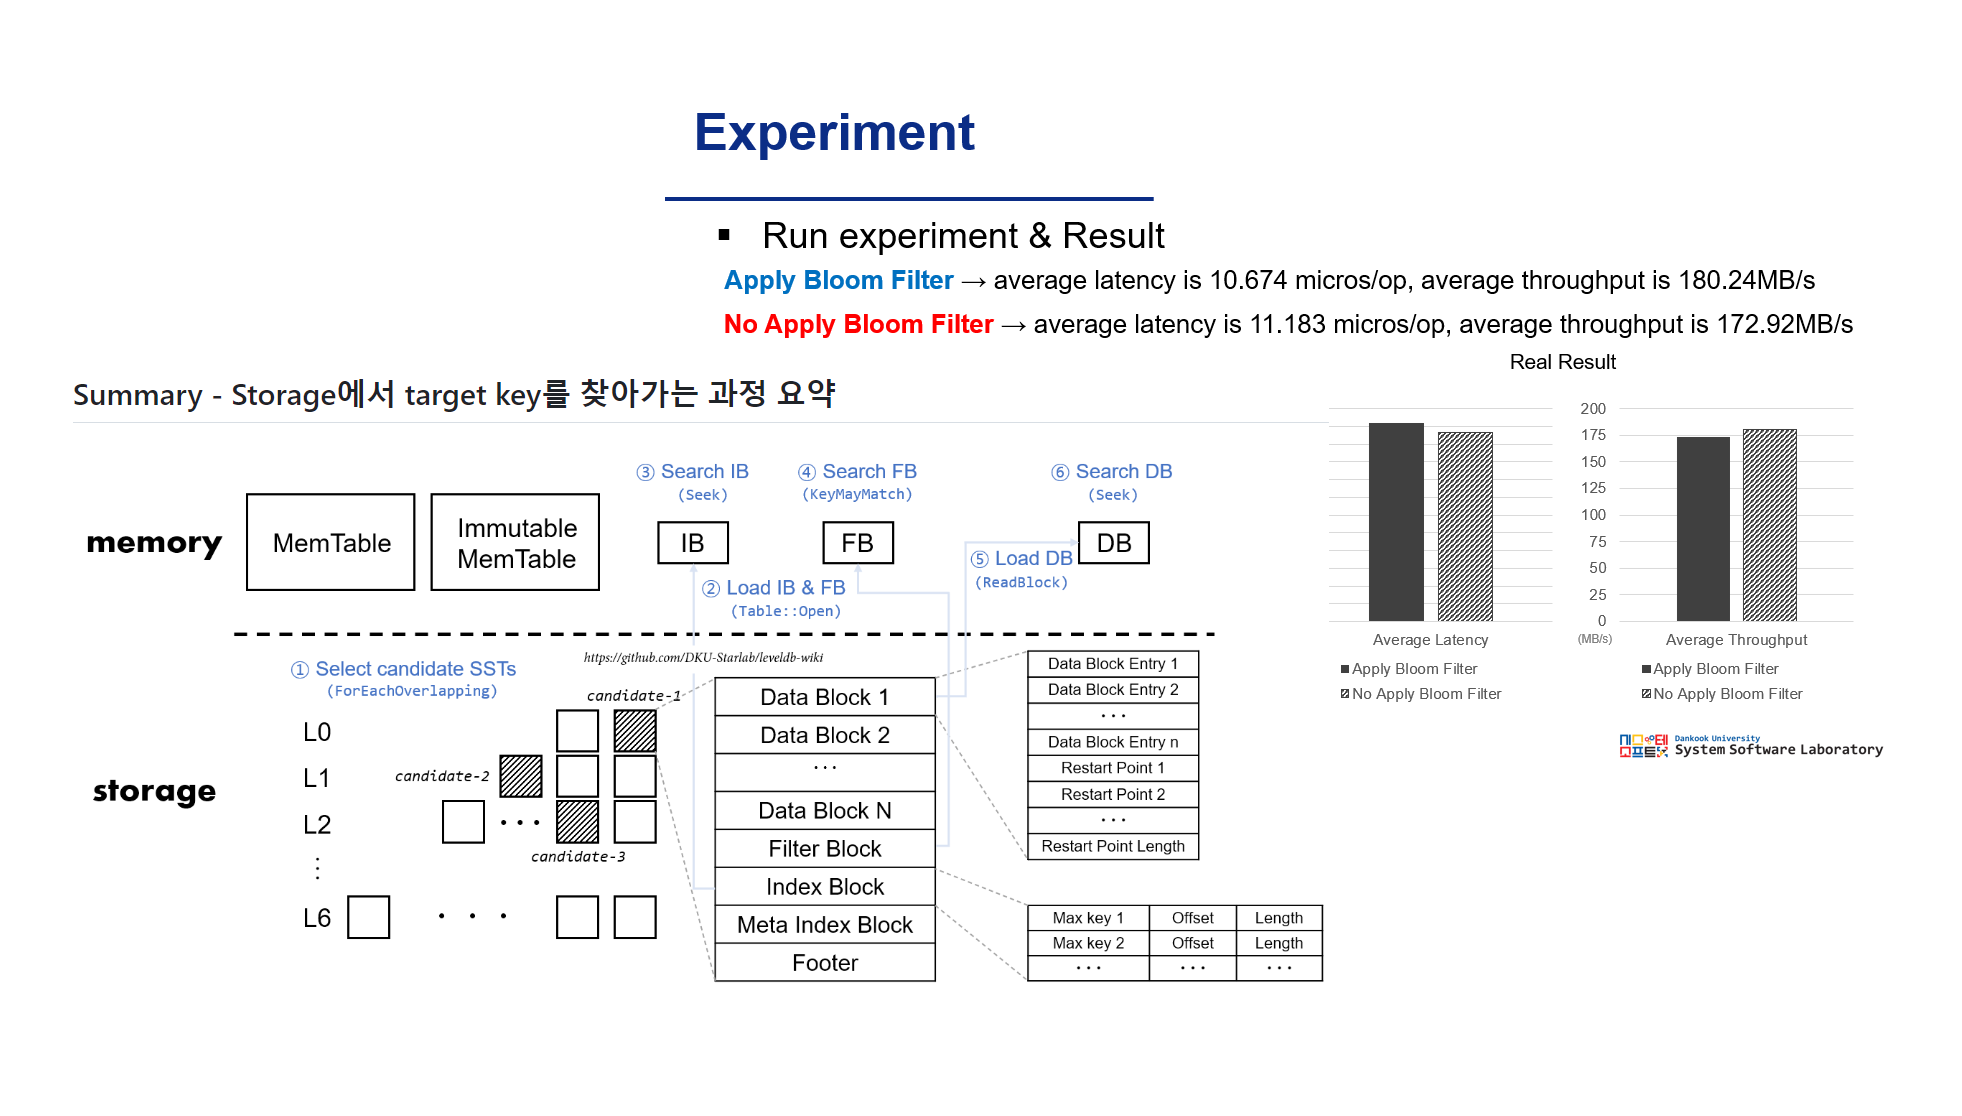 Experiment
▪ Run experiment & Result
Apply Bloom Filter → average latency is 10.674 micros/op, average throughput is 180.24MB/s
No Apply Bloom Filter → average latency is 11.183 micros/op, average throughput is 172.92MB/s
Real Result
Summary - Storage에서 target key를 찾아가는 과정 요약
③ Search IB
(Seek)
④ Search FB
(KeyMayMatch)
⑥ Search DB
(Seek)
memory
MemTable
Immutable
MemTable
IB
FB
DB
② Load IB & FB
(Table::Open)
⑤ Load DB
(ReadBlock)
https://github.com/DKU-Starlab/leveldb-wiki
① Select candidate SSTs
(ForEachOverlapping)
storage
L0
L1
L2
⋮
L6
candidate-1
candidate-2
candidate-3
. . .
. . .
Data Block 1
Data Block 2
...
Data Block N
Filter Block
Index Block
Meta Index Block
Footer
Data Block Entry 1
Data Block Entry 2
...
Data Block Entry n
Restart Point 1
Restart Point 2
...
Restart Point Length
Max key 1 Offset Length
Max key 2 Offset Length
... ... ...
Average Latency
Apply Bloom Filter
No Apply Bloom Filter
200
175
150
125
100
75
50
25
0
(MB/s)
Average Throughput
Apply Bloom Filter
No Apply Bloom Filter
Dankook University
System Software Laboratory